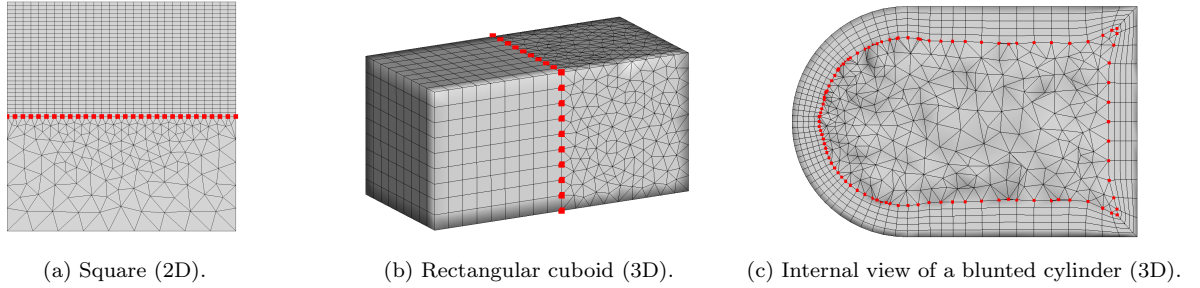 (a) Square (2D).
(b) Rectangular cuboid (3D).
(c) Internal view of a blunted cylinder (3D).